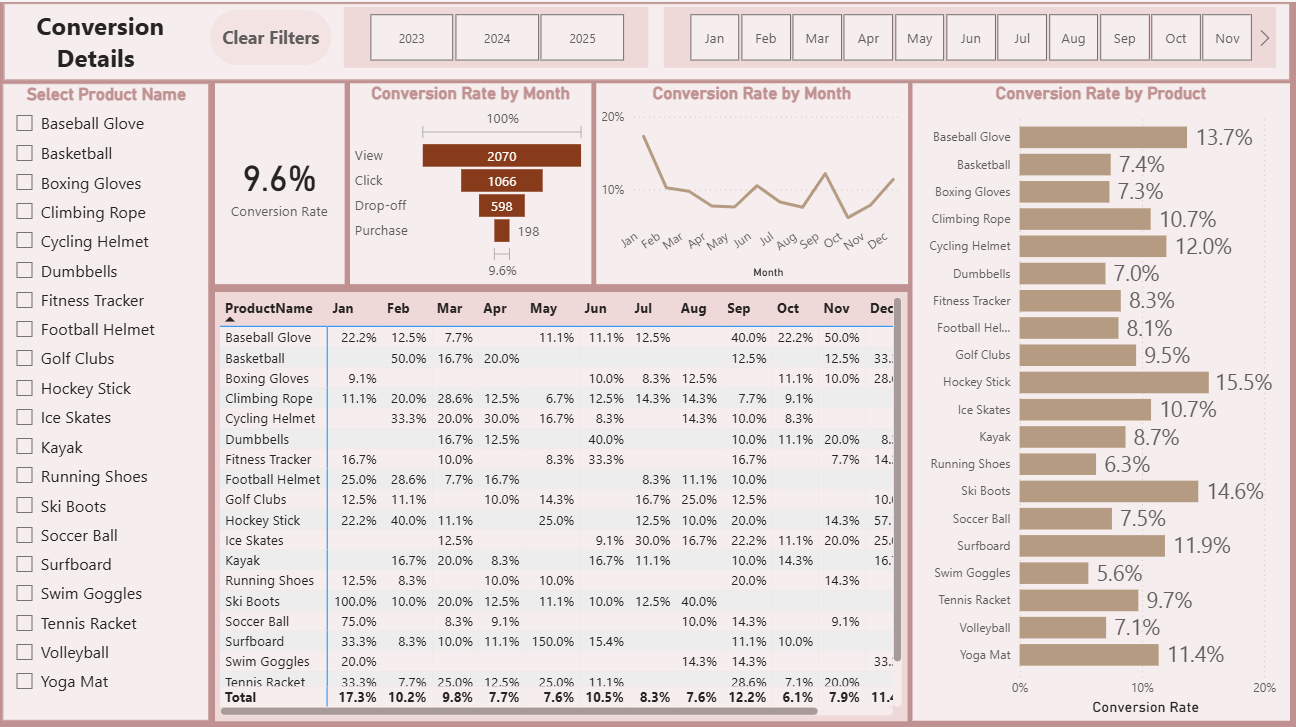 Conversion
Details
Clear Filters
2023 2024 2025
Jan Feb Mar Apr May Jun Jul Aug Sep Oct Nov
Select Product Name
Baseball Glove
Basketball
Boxing Gloves
Climbing Rope
Cycling Helmet
Dumbbells
Fitness Tracker
Football Helmet
Golf Clubs
Hockey Stick
Ice Skates
Kayak
Running Shoes
Ski Boots
Soccer Ball
Surfboard
Swim Goggles
Tennis Racket
Volleyball
Yoga Mat
9.6%
Conversion Rate
Conversion Rate by Month
100%
View 2070
Click 1066
Drop-off 598
Purchase 198
9.6%
Conversion Rate by Month
20%
10%
Jan Feb Mar Apr May Jun Jul Aug Sep Oct Nov Dec
Month
ProductName Jan Feb Mar Apr May Jun Jul Aug Sep Oct Nov Dec
Baseball Glove 22.2% 12.5% 7.7% 11.1% 11.1% 12.5% 40.0% 22.2% 50.0%
Basketball 50.0% 16.7% 20.0% 12.5% 12.5% 33.
Boxing Gloves 9.1% 10.0% 8.3% 12.5% 11.1% 10.0% 28.
Climbing Rope 11.1% 20.0% 28.6% 12.5% 6.7% 12.5% 14.3% 14.3% 7.7% 9.1%
Cycling Helmet 33.3% 20.0% 30.0% 16.7% 8.3% 14.3% 10.0% 8.3%
Dumbbells 16.7% 12.5% 40.0% 10.0% 11.1% 20.0% 8.
Fitness Tracker 16.7% 10.0% 8.3% 33.3% 16.7% 7.7% 14.
Football Helmet 25.0% 28.6% 7.7% 16.7% 8.3% 11.1% 10.0%
Golf Clubs 12.5% 11.1% 10.0% 14.3% 16.7% 25.0% 12.5% 10.
Hockey Stick 22.2% 40.0% 11.1% 25.0% 12.5% 10.0% 20.0% 14.3% 57.
Ice Skates 12.5% 9.1% 30.0% 16.7% 22.2% 11.1% 20.0% 25.
Kayak 16.7% 20.0% 8.3% 16.7% 11.1% 10.0% 14.3% 16.
Running Shoes 12.5% 8.3% 10.0% 10.0% 20.0% 14.3%
Ski Boots 100.0% 10.0% 20.0% 12.5% 11.1% 10.0% 12.5% 40.0%
Soccer Ball 75.0% 8.3% 9.1% 10.0% 14.3% 9.1%
Surfboard 33.3% 8.3% 10.0% 11.1% 150.0% 15.4% 11.1% 10.0%
Swim Goggles 20.0% 14.3% 14.3% 33.
Tennis Racket 33.3% 7.7% 25.0% 12.5% 25.0% 11.1% 28.6% 7.1% 20.0%
Total 17.3% 10.2% 9.8% 7.7% 7.6% 10.5% 8.3% 7.6% 12.2% 6.1% 7.9% 11.4
Conversion Rate by Product
Baseball Glove 13.7%
Basketball 7.4%
Boxing Gloves 7.3%
Climbing Rope 10.7%
Cycling Helmet 12.0%
Dumbbells 7.0%
Fitness Tracker 8.3%
Football Hel... 8.1%
Golf Clubs 9.5%
Hockey Stick 15.5%
Ice Skates 10.7%
Kayak 8.7%
Running Shoes 6.3%
Ski Boots 14.6%
Soccer Ball 7.5%
Surfboard 11.9%
Swim Goggles 5.6%
Tennis Racket 9.7%
Volleyball 7.1%
Yoga Mat 11.4%
0% 10% 20%
Conversion Rate